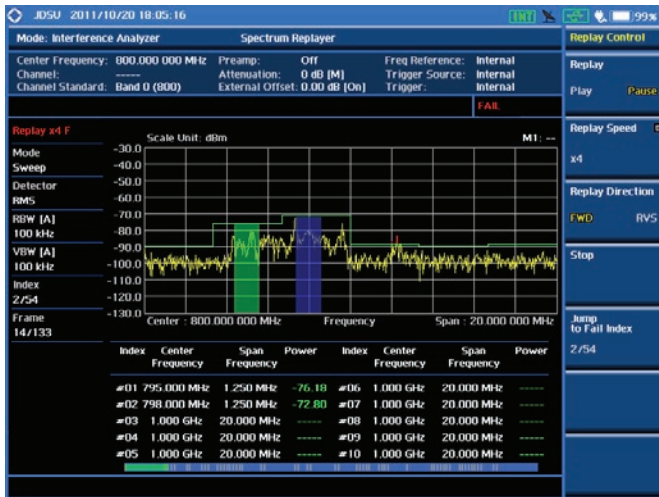 JDSU 2011/10/20 18:05:16 INT 99%
Mode: Interference Analyzer Spectrum Replayer Replay Control
Center Frequency: 800.000 000 MHz Preamp: Off Freq Reference: Internal
Channel: ----- Attenuation: 0 dB [M] Trigger Source: Internal
Channel Standard: Band 0 (800) External Offset: 0.00 dB [On] Trigger: Internal
FAIL
Replay
Play Pause
Replay Speed
x4
Replay Direction
FWD RVS
Stop
Jump to Fail Index
2/54
Replay x4 F
Mode
Sweep
Detector
RMS
RBW [A]
100 kHz
VBW [A]
100 kHz
Index
2/54
Frame
14/133
Scale Unit: dBm M1: --
-30.0
-40.0
-50.0
-60.0
-70.0
-80.0
-90.0
-100.0
-110.0
-120.0
-130.0
Center : 800.000 000 MHz Frequency Span : 20.000 000 MHz
Index Center Frequency Span Frequency Power Index Center Frequency Span Frequency Power
#01 795.000 MHz 1.250 MHz -76.18 #06 1.000 GHz 20.000 MHz -----
#02 798.000 MHz 1.250 MHz -72.80 #07 1.000 GHz 20.000 MHz -----
#03 1.000 GHz 20.000 MHz ----- #08 1.000 GHz 20.000 MHz -----
#04 1.000 GHz 20.000 MHz ----- #09 1.000 GHz 20.000 MHz -----
#05 1.000 GHz 20.000 MHz ----- #10 1.000 GHz 20.000 MHz -----